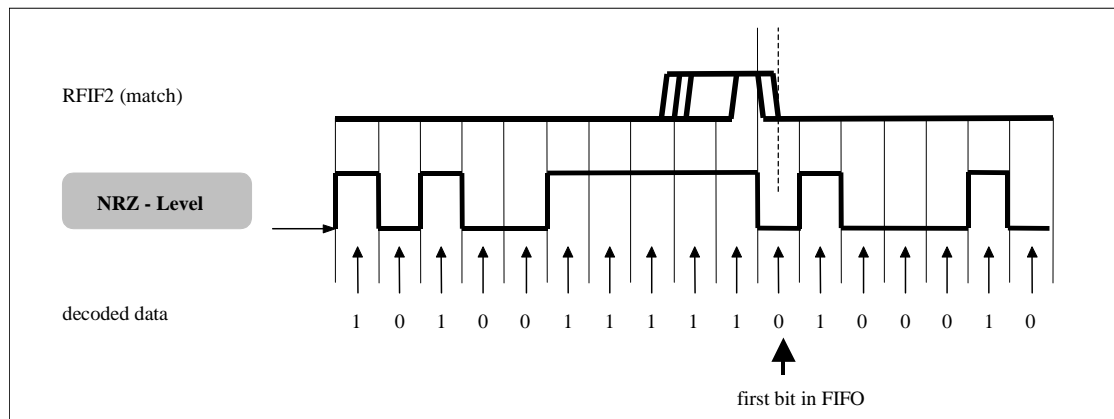 RFIF2 (match)
NRZ - Level
decoded data
1 0 1 0 0 1 1 1 1 1 0 1 0 0 0 1 0
first bit in FIFO